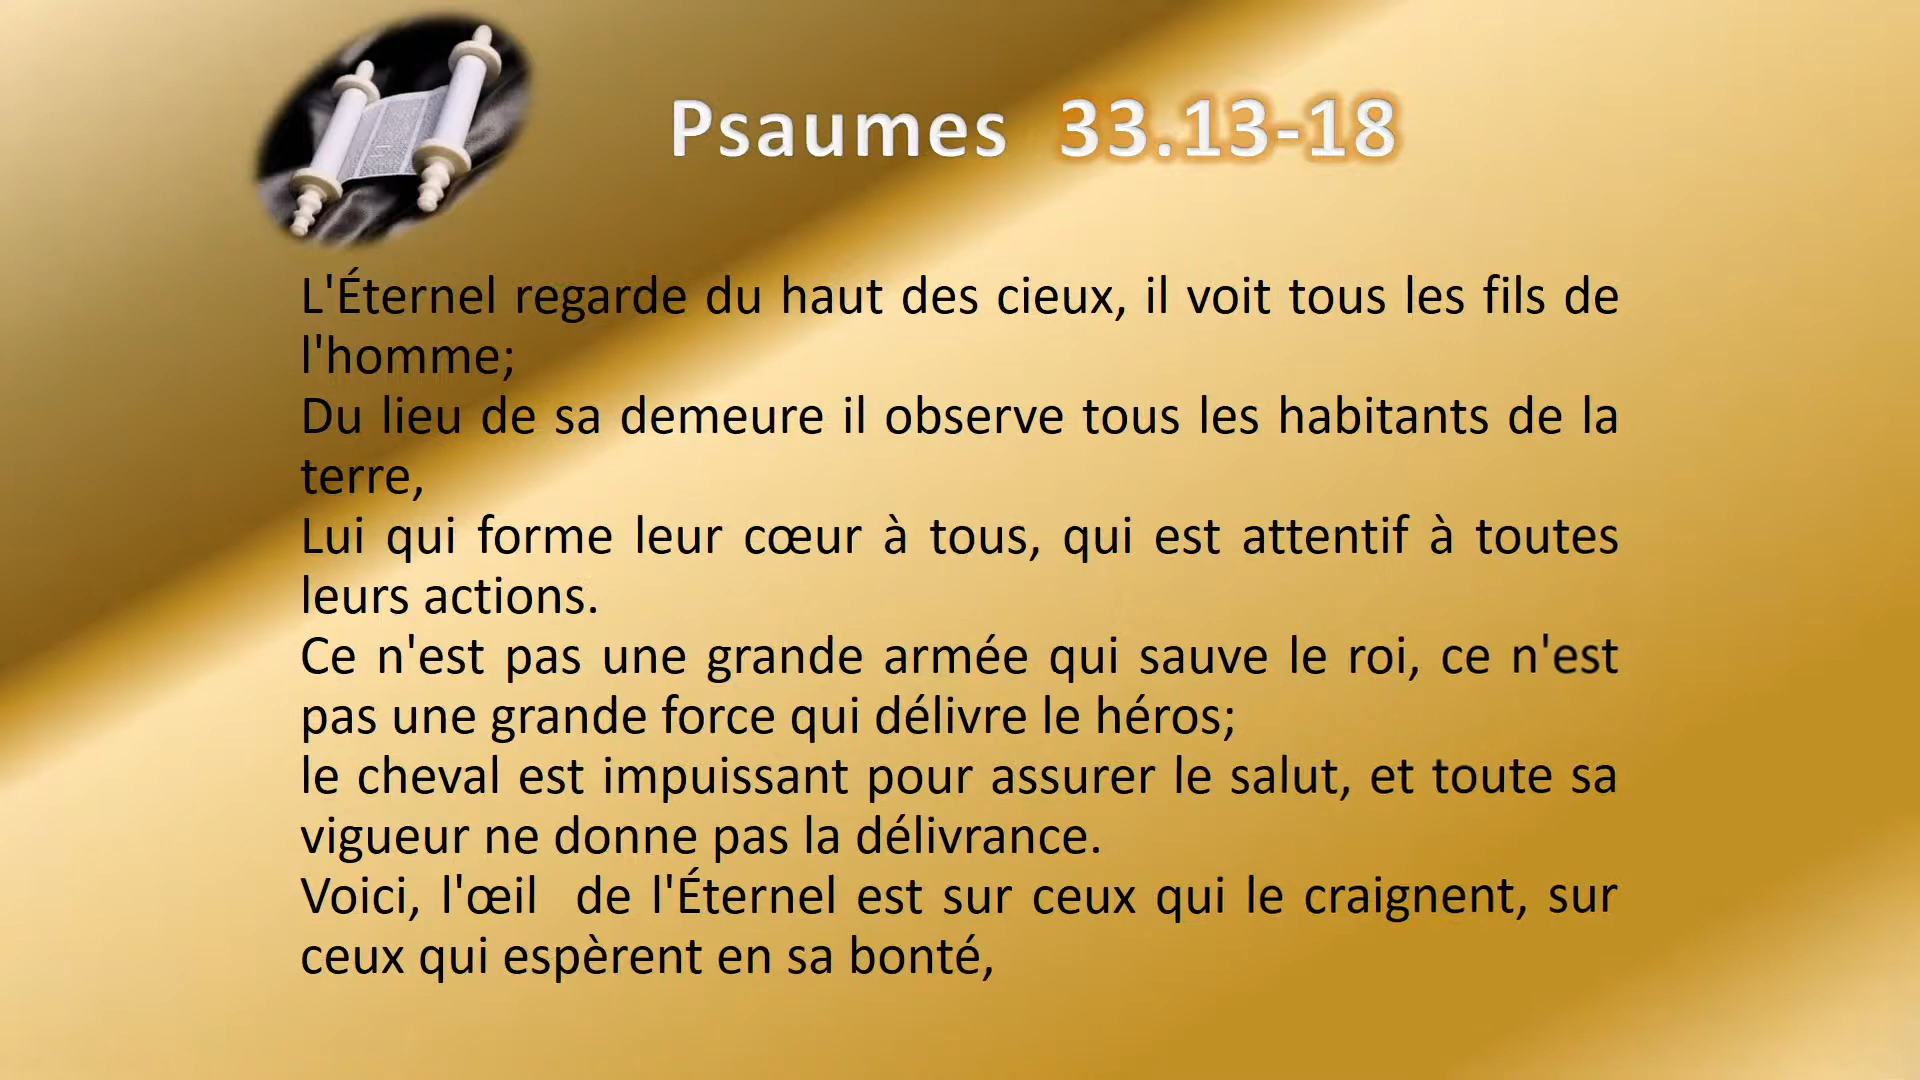 Psaumes 33.13-18
L'Éternel regarde du haut des cieux, il voit tous les fils de
l'homme;
Du lieu de sa demeure il observe tous les habitants de la
terre,
Lui qui forme leur cœur à tous, qui est attentif à toutes
leurs actions.
Ce n'est pas une grande armée qui sauve le roi, ce n'est
pas une grande force qui délivre le héros;
le cheval est impuissant pour assurer le salut, et toute sa
vigueur ne donne pas la délivrance.
Voici, l'œil de l'Éternel est sur ceux qui le craignent, sur
ceux qui espèrent en sa bonté,